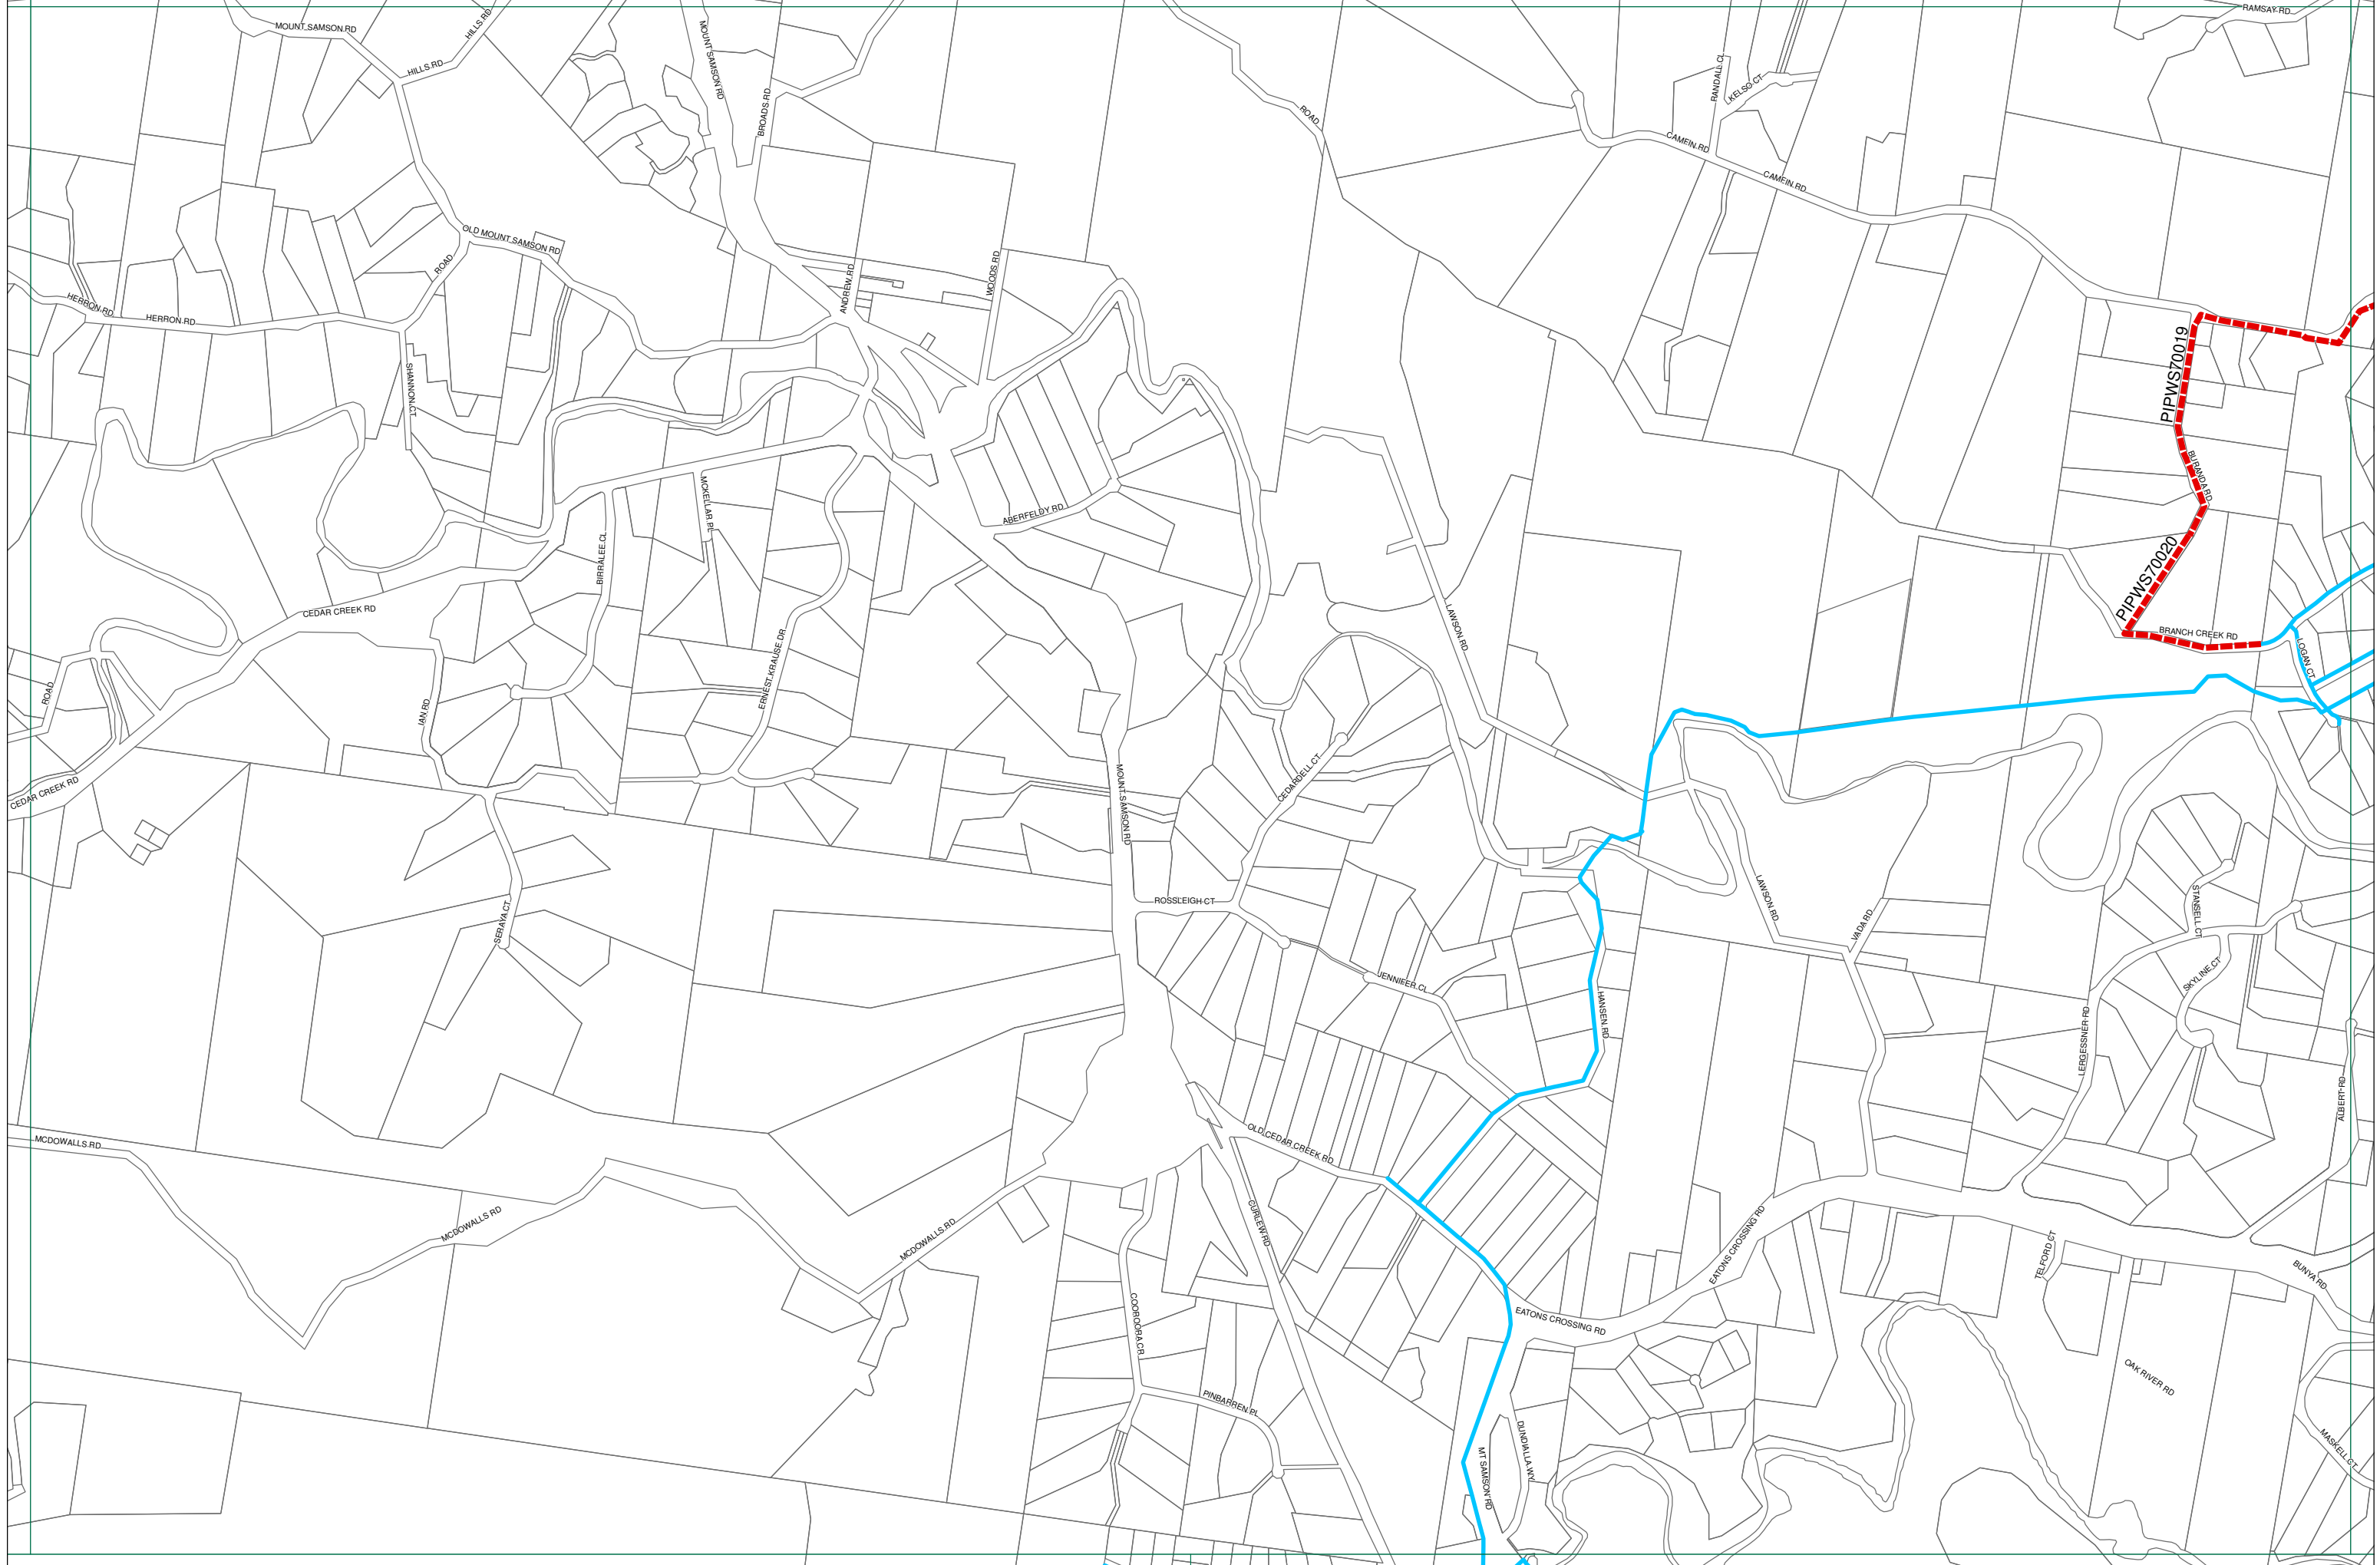 MOUNT SAMSON RD
HILLS RD
HILLS RD
MOUNT SAMSON RD
BROADS RD
ROAD
RANDALL CL
KELSO CT
RAMSAY RD
CAMEIN RD
CAMEIN RD
OLD MOUNT SAMSON RD
ROAD
HERRON RD
HERRON RD
ANDREW RD
WOODS RD
SHANNON CT
PIPWS70019
BURANDA RD
PIPWS70020
BRANCH CREEK RD
LOGAN CT
MCKELLAR PL
ABERFELDY RD
BIRRALEE CL
CEDAR CREEK RD
LAWSON RD
ERNEST KRAUSE DR
ROAD
IAN RD
CEDAR CREEK RD
MOUNT SAMSON RD
CEDARDELL CT
SERAYA CT
ROSSLEIGH CT
LAWSON RD
VADA RD
STANSELL CT
SKYLINE CT
JENNIFER CL
HANSEN RD
LERGESSNER RD
ALBERT RD
MCDOWALLS RD
OLD CEDAR CREEK RD
MCDOWALLS RD
MCDOWALLS RD
CURLEW RD
EATONS CROSSING RD
TELFORD CT
BUNYA RD
COOBOORA CR
EATONS CROSSING RD
OAK RIVER RD
PINBARREN PL
MT SAMSON RD
DUNDALLA WY
MASKELL CT